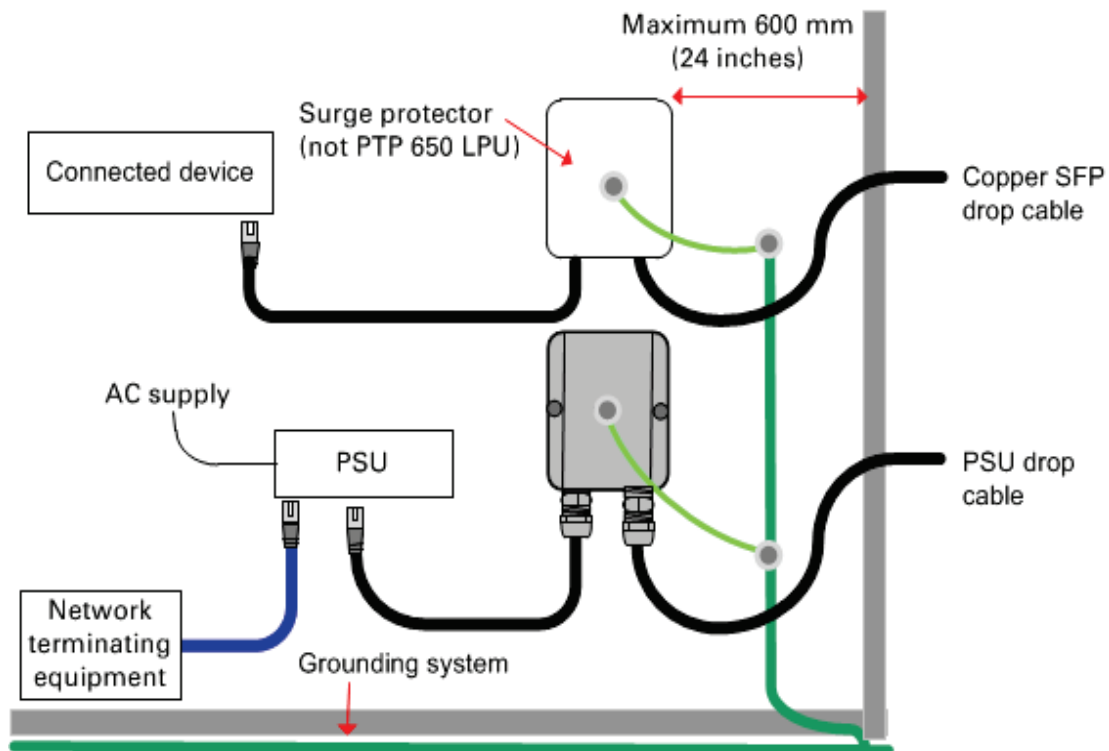 Maximum 600 mm
(24 inches)
Surge protector
(not PTP 650 LPU)
Connected device
Copper SFP
drop cable
AC supply
PSU
PSU drop
cable
Network
terminating
equipment
Grounding system